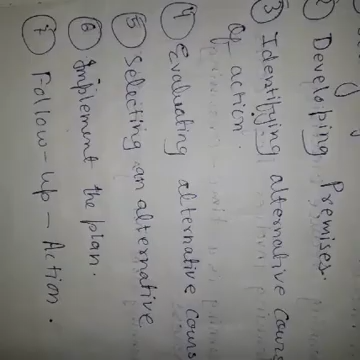 ② Developing Premises.
③ Identifying alternative cours
of action.
④ Evaluating alternative cours
⑤ Selecting an alternative
⑥ Implement the plan.
⑦ Follow-up - Action.